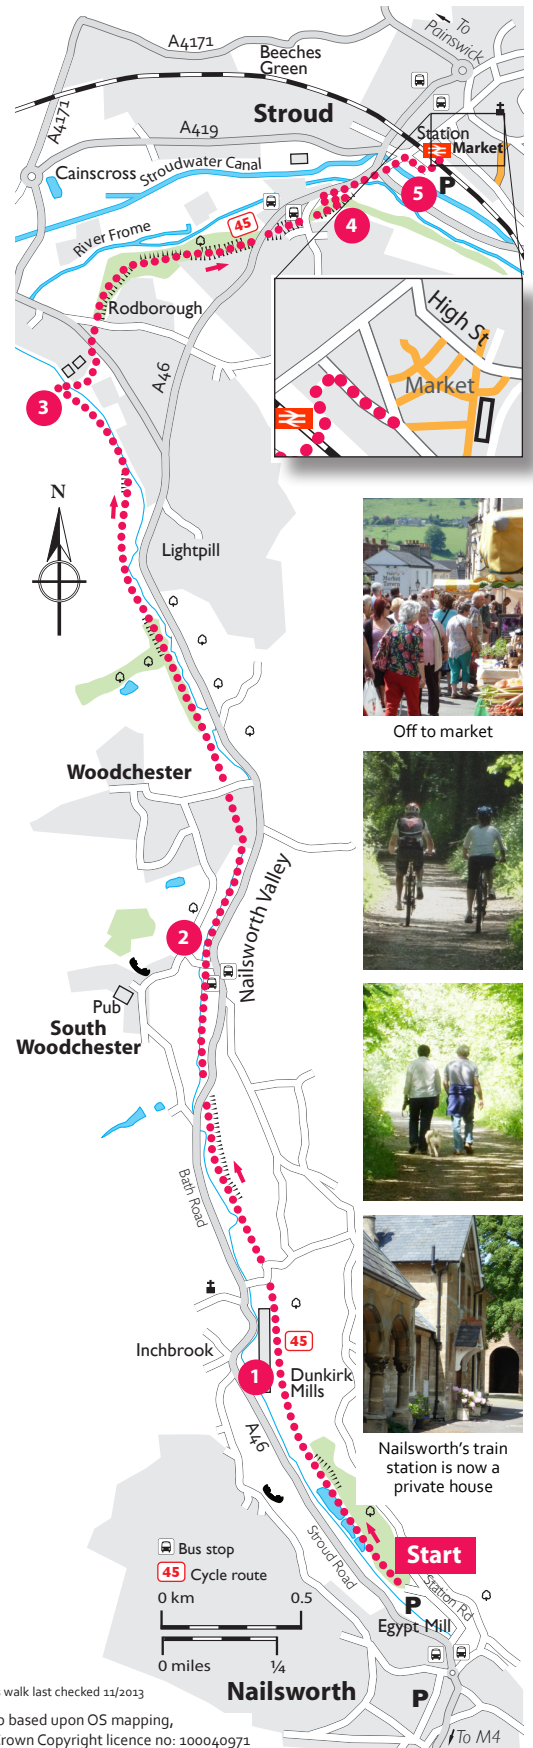 To
Painswick
A4171
Beeches
Green
Stroud
A4171
A419
Station
Market
Cainscross
Stroudwater Canal
5
P
River Frome
45
4
Rodborough
High St
Market
A46
3
N
Lightpill
Off to market
Woodchester
Nailsworth Valley
2
Pub
South
Woodchester
Bath Road
Inchbrook
45
1
Dunkirk
Mills
A46
Nailsworth's train
station is now a
private house
Start
Stroud Road
Station Rd
P
Egypt Mill
Bus stop
45 Cycle route
0 km 0.5
0 miles ¼
s walk last checked 11/2013
Nailsworth
P
p based upon OS mapping,
Crown Copyright licence no: 100040971
To M4